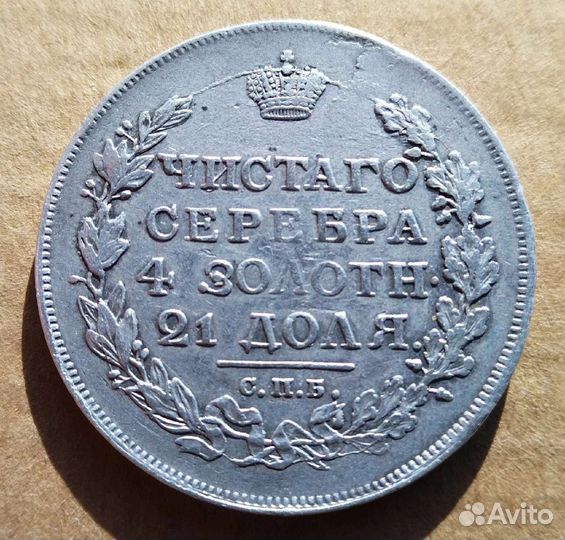 ЧИСТАГО
СЕРЕБРА
4 ЗОЛОТН.
21 ДОЛЯ.
С.П.Б.
Avito